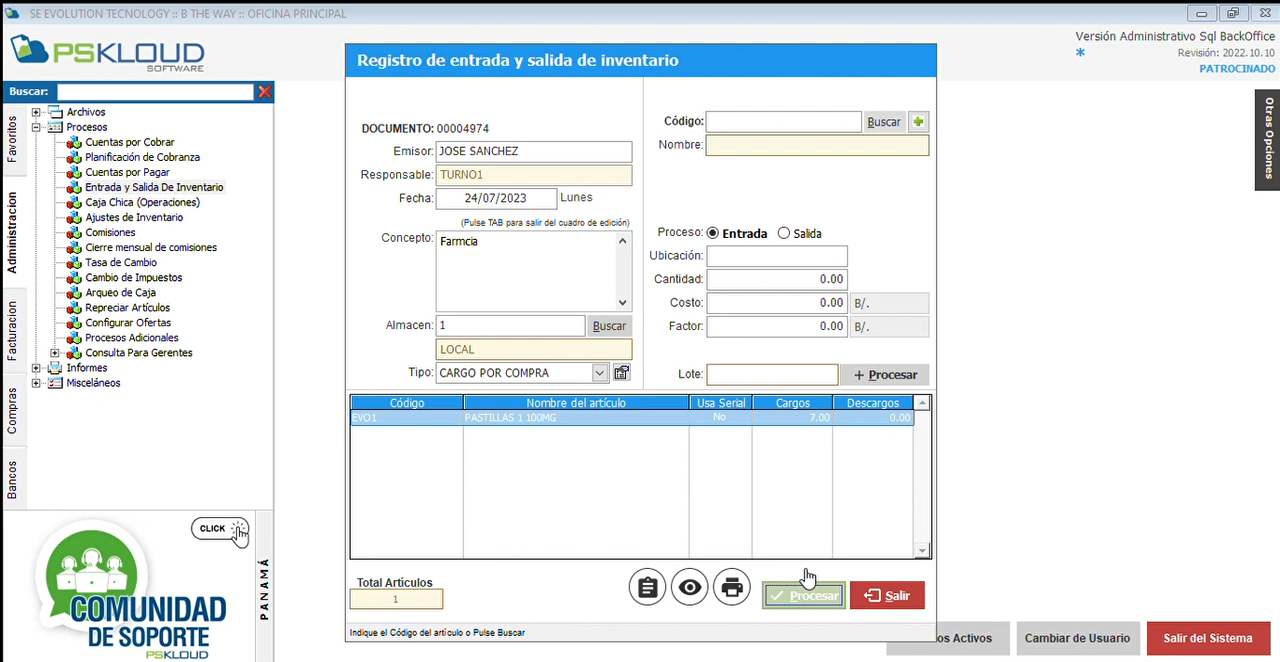 SE EVOLUTION TECNOLOGY :: B THE WAY :: OFICINA PRINCIPAL
PSKLOUD
SOFTWARE
Versión Administrativo Sql BackOffice
*
Revisión: 2022.10.10
PATROCINADO
Otras Opciones
Buscar:
Favoritos
Administracion
Facturacion
Compras
Bancos
Archivos
Procesos
Cuentas por Cobrar
Planificación de Cobranza
Cuentas por Pagar
Entrada y Salida De Inventario
Caja Chica (Operaciones)
Ajustes de Inventario
Comisiones
Cierre mensual de comisiones
Tasa de Cambio
Cambio de Impuestos
Arqueo de Caja
Repreciar Artículos
Configurar Ofertas
Procesos Adicionales
Consulta Para Gerentes
Informes
Misceláneos
CLICK
COMUNIDAD
DE SOPORTE
PSKLOUD
PANAMÁ
Registro de entrada y salida de inventario
DOCUMENTO: 00004974
Emisor: JOSE SANCHEZ
Responsable: TURNO1
Fecha: 24/07/2023 Lunes
(Pulse TAB para salir del cuadro de edición)
Concepto: Farmcia
Almacen: 1 Buscar
LOCAL
Tipo: CARGO POR COMPRA
Código: Buscar
Nombre:
Proceso: Entrada Salida
Ubicación:
Cantidad: 0.00
Costo: 0.00 B/.
Factor: 0.00 B/.
Lote: + Procesar
Código Nombre del artículo Usa Serial Cargos Descargos
EVO1 PASTILLAS 1 100MG No 7.00 0.00
Total Artículos
1
Procesar Salir
Indique el Código del artículo o Pulse Buscar
os Activos Cambiar de Usuario Salir del Sistema